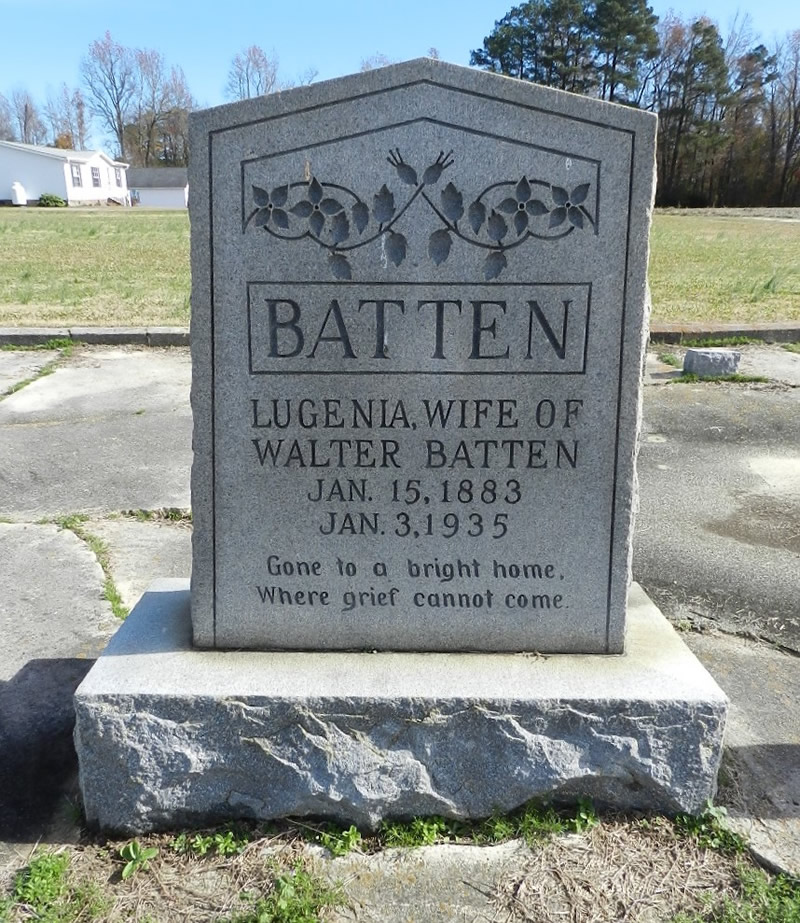 BATTEN
LUGENIA, WIFE OF
WALTER BATTEN
JAN. 15, 1883
JAN. 3, 1935
Gone to a bright home,
Where grief cannot come.